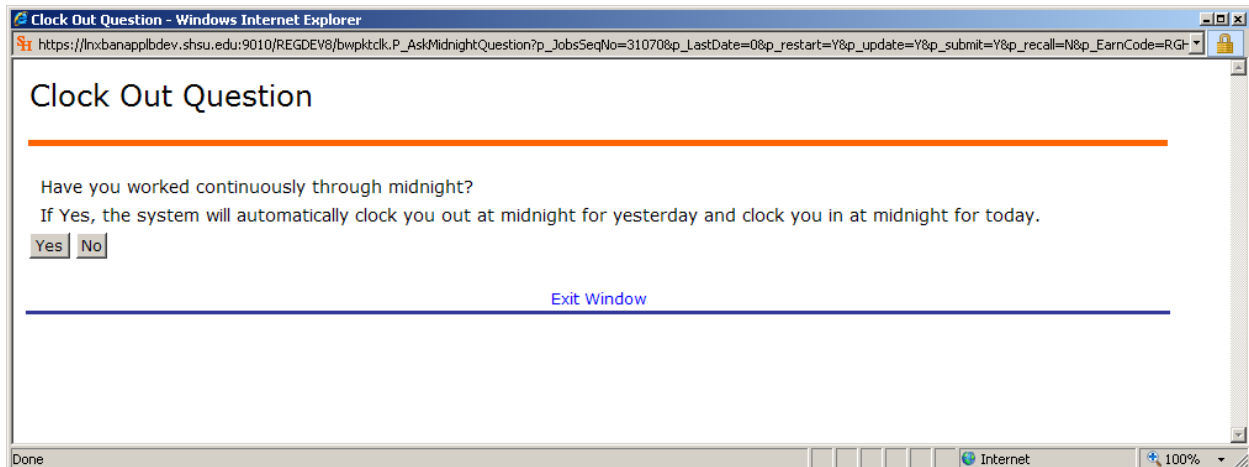 Clock Out Question - Windows Internet Explorer
https://lnxbanapplbdev.shsu.edu:9010/REGDEV8/bwpktclk.P_AskMidnightQuestion?p_JobsSeqNo=31070&p_LastDate=0&p_restart=Y&p_update=Y&p_submit=Y&p_recall=N&p_EarnCode=RGH
Clock Out Question
Have you worked continuously through midnight?
If Yes, the system will automatically clock you out at midnight for yesterday and clock you in at midnight for today.
Yes No
Exit Window
Done Internet 100%